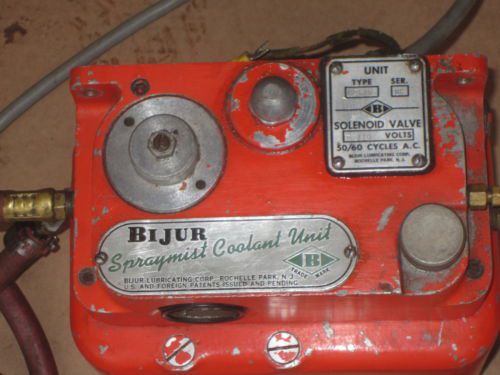 UNIT
TYPE SER.
B
SOLENOID VALVE
VOLTS
50/60 CYCLES A.C.
BIJUR LUBRICATING CORP.
ROCHELLE PARK, N.J.
BIJUR
Spraymist Coolant Unit
B
TRADE MARK
BIJUR LUBRICATING CORP., ROCHELLE PARK, N.J.
U.S. AND FOREIGN PATENTS ISSUED AND PENDING